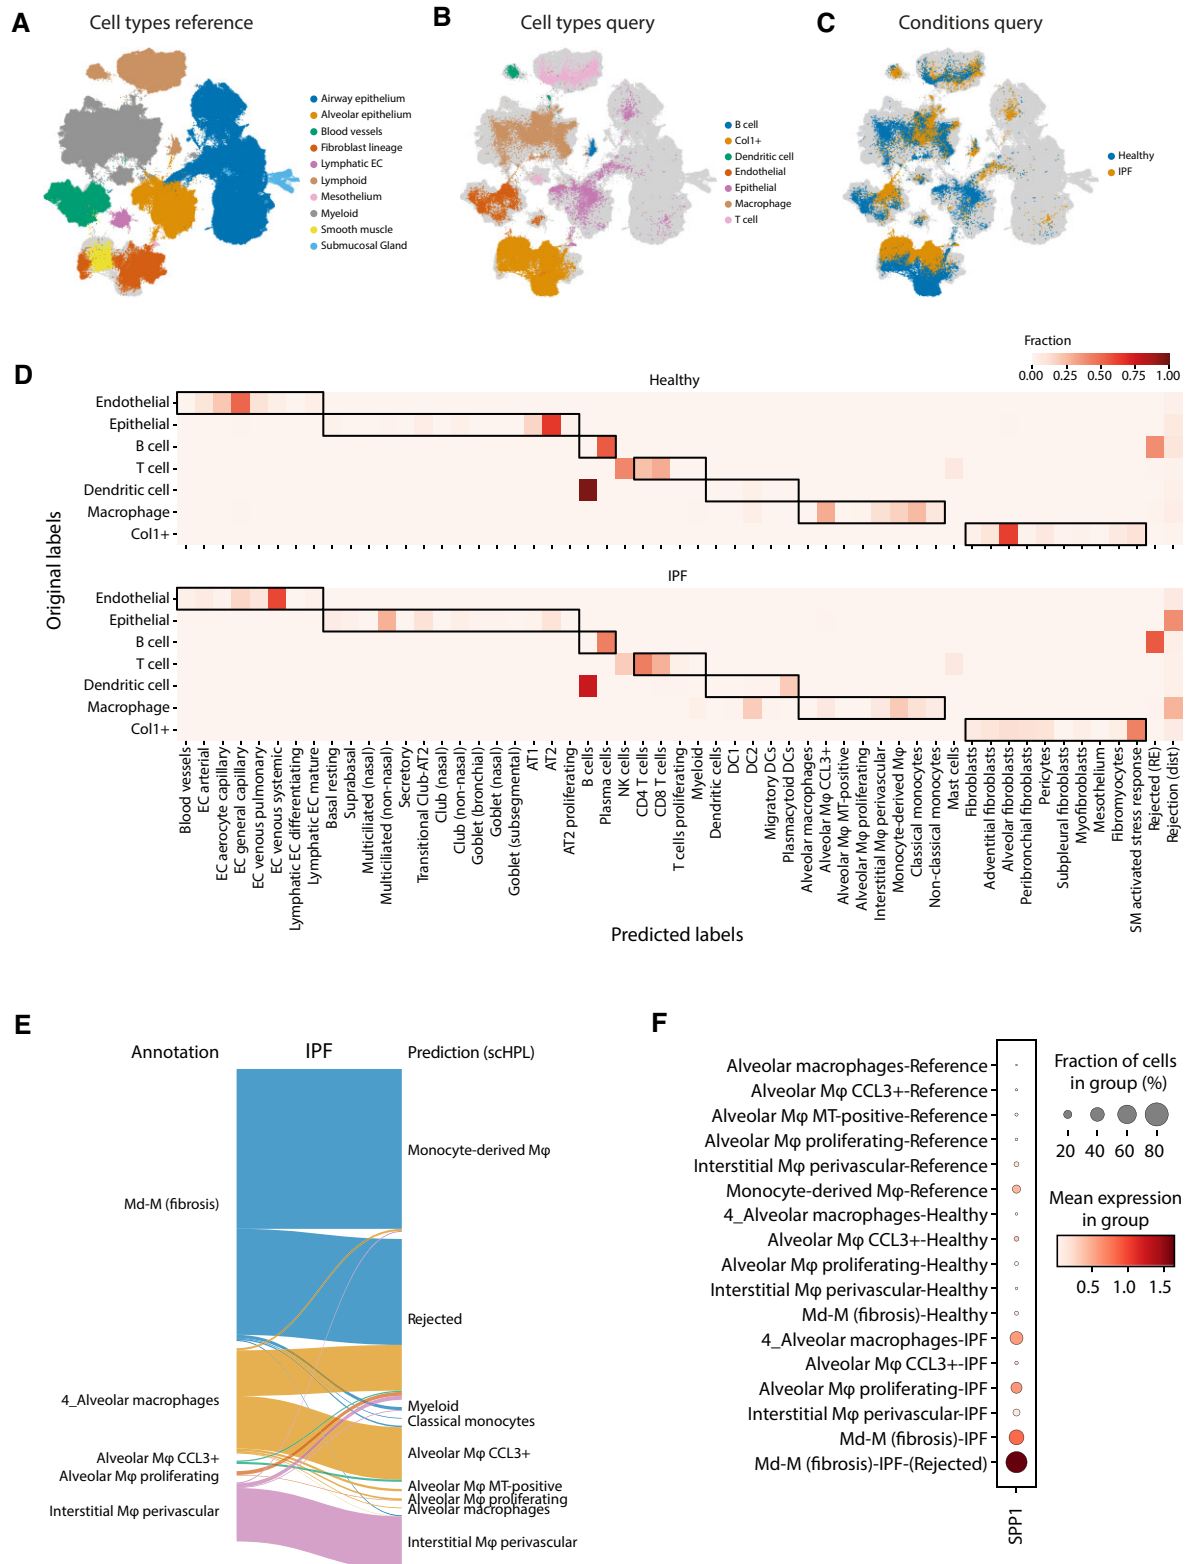 A
Cell types reference
Airway epithelium
Alveolar epithelium
Blood vessels
Fibroblast lineage
Lymphatic EC
Lymphoid
Mesothelium
Myeloid
Smooth muscle
Submucosal Gland
B
Cell types query
B cell
Col1+
Dendritic cell
Endothelial
Epithelial
Macrophage
T cell
C
Conditions query
Healthy
IPF
D
Fraction
0.00 0.25 0.75 1.00
Healthy
Original labels
Endothelial
Epithelial
B cell
T cell
Dendritic cell
Macrophage
Col1+
IPF
Endothelial
Epithelial
B cell
T cell
Dendritic cell
Macrophage
Col1+
Blood vessels
EC arterial
EC aerocyte capillary
EC general capillary
EC venous pulmonary
EC venous systemic
Lymphatic EC differentiating
Lymphatic EC mature
Basal resting
Suprabasal
Multiciliated (nasal)
Multiciliated (non-nasal)
Secretory
Transitional Club-AT2
Club (nasal)
Club (non-nasal)
Goblet (bronchial)
Goblet (nasal)
Goblet (subsegmental)
AT1
AT2
AT2 proliferating
B cells
Plasma cells
NK cells
CD4 T cells
CD8 T cells
T cells proliferating
Myeloid
Dendritic cells
DC1
DC2
Migratory DCs
Plasmacytoid DCs
Alveolar macrophages
Alveolar Mφ CCL3+
Alveolar Mφ MT-positive
Alveolar Mφ proliferating
Interstitial Mφ perivascular
Monocyte-derived Mφ
Classical monocytes
Non-classical monocytes
Mast cells
Fibroblasts
Adventitial fibroblasts
Alveolar fibroblasts
Peribronchial fibroblasts
Pericytes
Subpleural fibroblasts
Myofibroblasts
Mesothelium
Fibromyocytes
SM activated stress response
Rejected (RE)
Rejection (dist)
Predicted labels
E
Annotation
IPF
Prediction (scHPL)
Md-M (fibrosis)
4_Alveolar macrophages
Alveolar Mφ CCL3+
Alveolar Mφ proliferating
Interstitial Mφ perivascular
Monocyte-derived Mφ
Rejected
Myeloid
Classical monocytes
Alveolar Mφ CCL3+
Alveolar Mφ MT-positive
Alveolar Mφ proliferating
Alveolar macrophages
Interstitial Mφ perivascular
F
Alveolar macrophages-Reference
Alveolar Mφ CCL3+-Reference
Alveolar Mφ MT-positive-Reference
Alveolar Mφ proliferating-Reference
Interstitial Mφ perivascular-Reference
Monocyte-derived Mφ-Reference
4_Alveolar macrophages-Healthy
Alveolar Mφ CCL3+-Healthy
Alveolar Mφ proliferating-Healthy
Interstitial Mφ perivascular-Healthy
Md-M (fibrosis)-Healthy
4_Alveolar macrophages-IPF
Alveolar Mφ CCL3+-IPF
Alveolar Mφ proliferating-IPF
Interstitial Mφ perivascular-IPF
Md-M (fibrosis)-IPF
Md-M (fibrosis)-IPF-(Rejected)
SPP1
Fraction of cells
in group (%)
20 40 60 80
Mean expression
in group
0.5 1.0 1.5